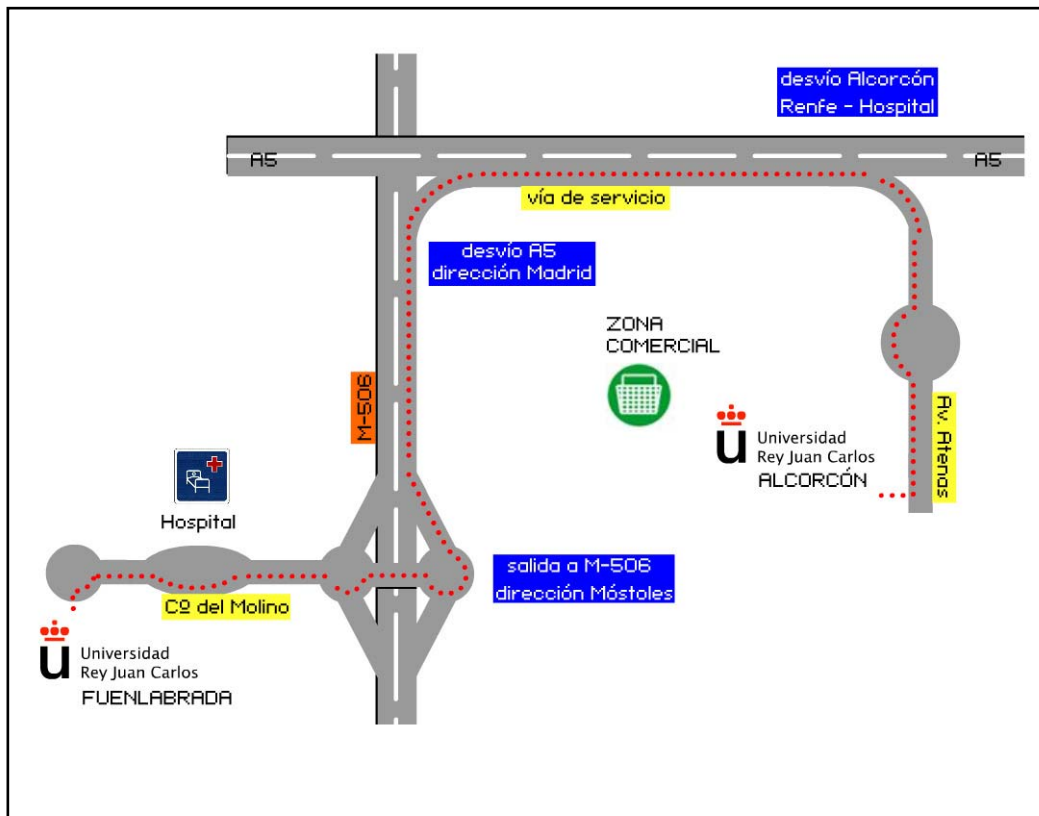 desvío Alcorcón
Renfe - Hospital
A5
A5
vía de servicio
desvío A5
dirección Madrid
ZONA
COMERCIAL
M-506
Av. Atenas
u
Universidad
Rey Juan Carlos
ALCORCÓN
Hospital
salida a M-506
dirección Móstoles
Cº del Molino
u
Universidad
Rey Juan Carlos
FUENLABRADA